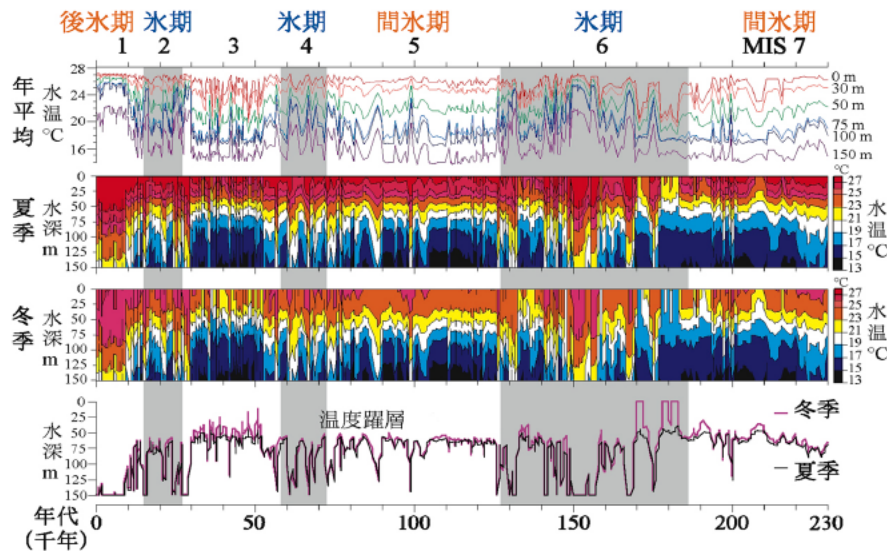 後氷期 氷期 氷期 間氷期 氷期 間氷期
1 2 3 4 5 6 MIS 7
年平均 水温 °C
28
24
20
16
0 m
30 m
50 m
75 m
100 m
150 m
夏季 水深 m
0
25
50
75
100
125
150
°C
27
25
23
21
19
17
15
13
水温 °C
冬季 水深 m
0
25
50
75
100
125
150
°C
27
25
23
21
19
17
15
13
水温 °C
水深 m
0
25
50
75
100
125
150
温度躍層
冬季
夏季
年代
(千年)
0 50 100 150 200 230